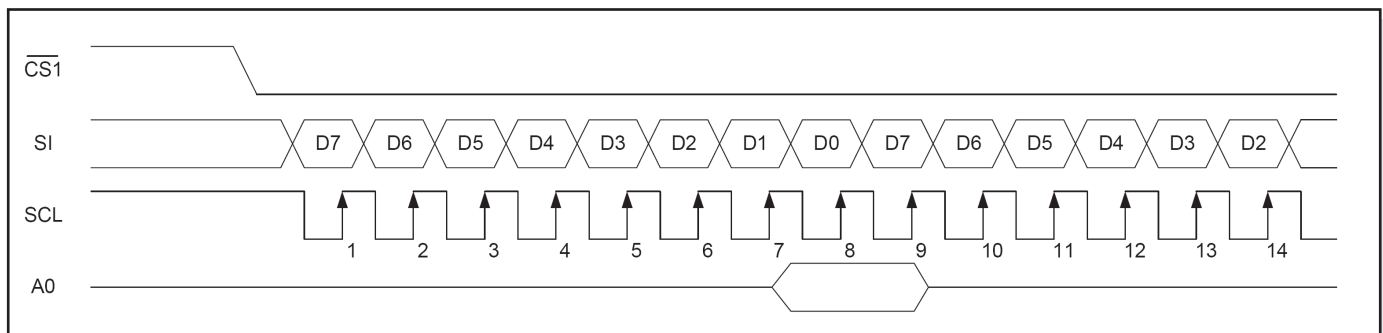 C̅S̅1̅
SI D7 D6 D5 D4 D3 D2 D1 D0 D7 D6 D5 D4 D3 D2
SCL
1 2 3 4 5 6 7 8 9 10 11 12 13 14
A0